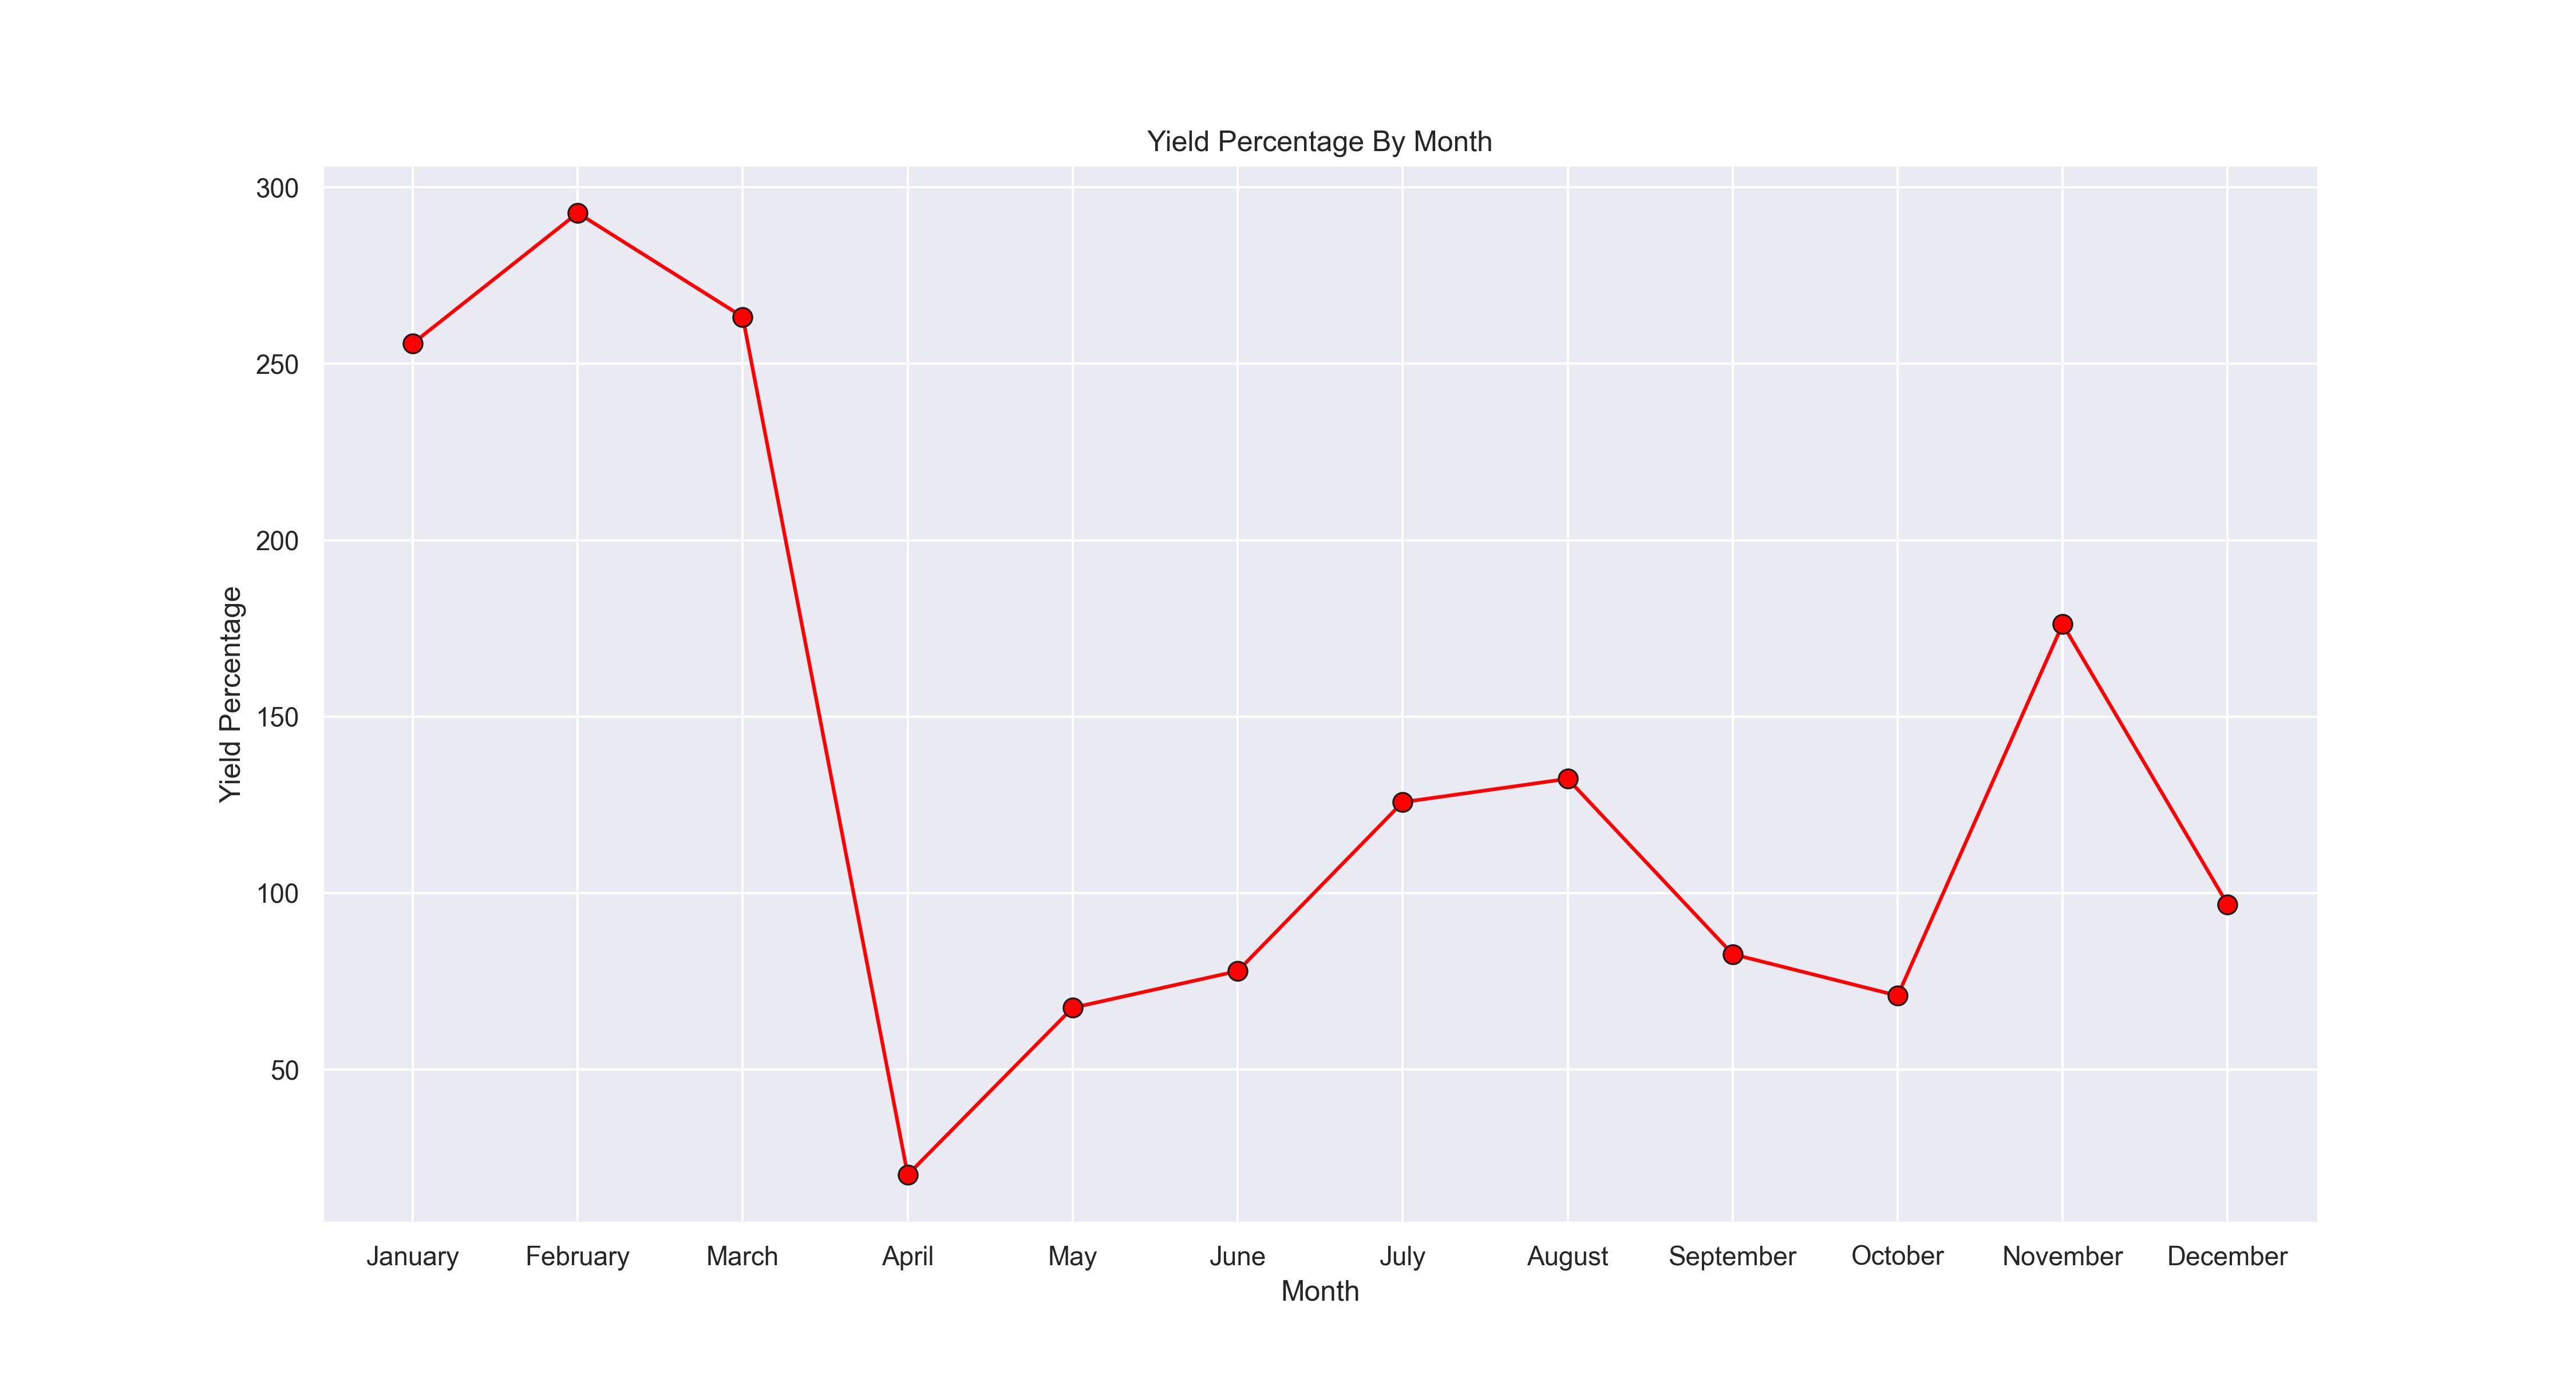 Yield Percentage By Month
Yield Percentage
300
250
200
150
100
50
January February March April May June July August September October November December
Month